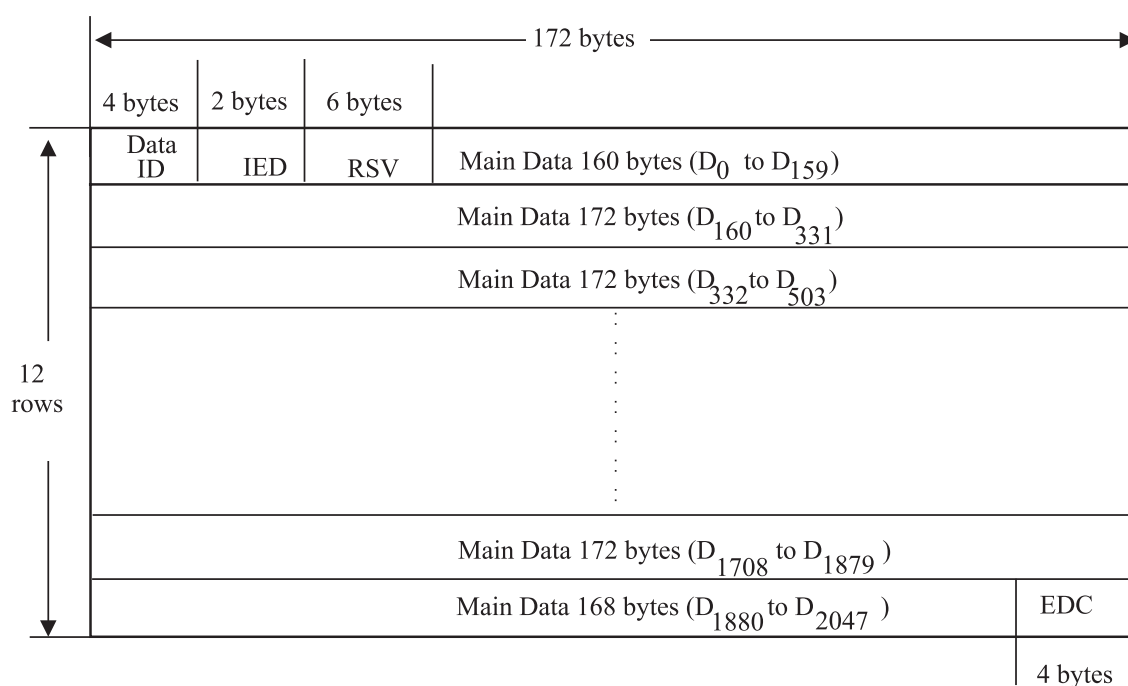 172 bytes
4 bytes 2 bytes 6 bytes
Data
ID IED RSV Main Data 160 bytes (D0 to D159)
Main Data 172 bytes (D160 to D331)
Main Data 172 bytes (D332 to D503)
12
rows
Main Data 172 bytes (D1708 to D1879 )
Main Data 168 bytes (D1880 to D2047 ) EDC
4 bytes